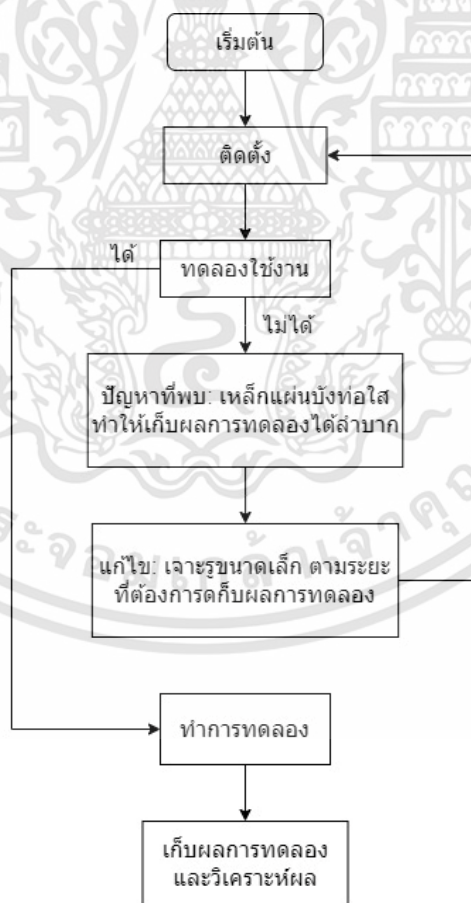 เริ่มต้น
ติดตั้ง
ได้
ทดลองใช้งาน
ไม่ได้
ปัญหาที่พบ: เหล็กแผ่นบังท่อใส
ทำให้เก็บผลการทดลองได้ลำบาก
แก้ไข: เจาะรูขนาดเล็ก ตามระยะ
ที่ต้องการดก็บผลการทดลอง
ทำการทดลอง
เก็บผลการทดลอง
และวิเคราะห์ผล